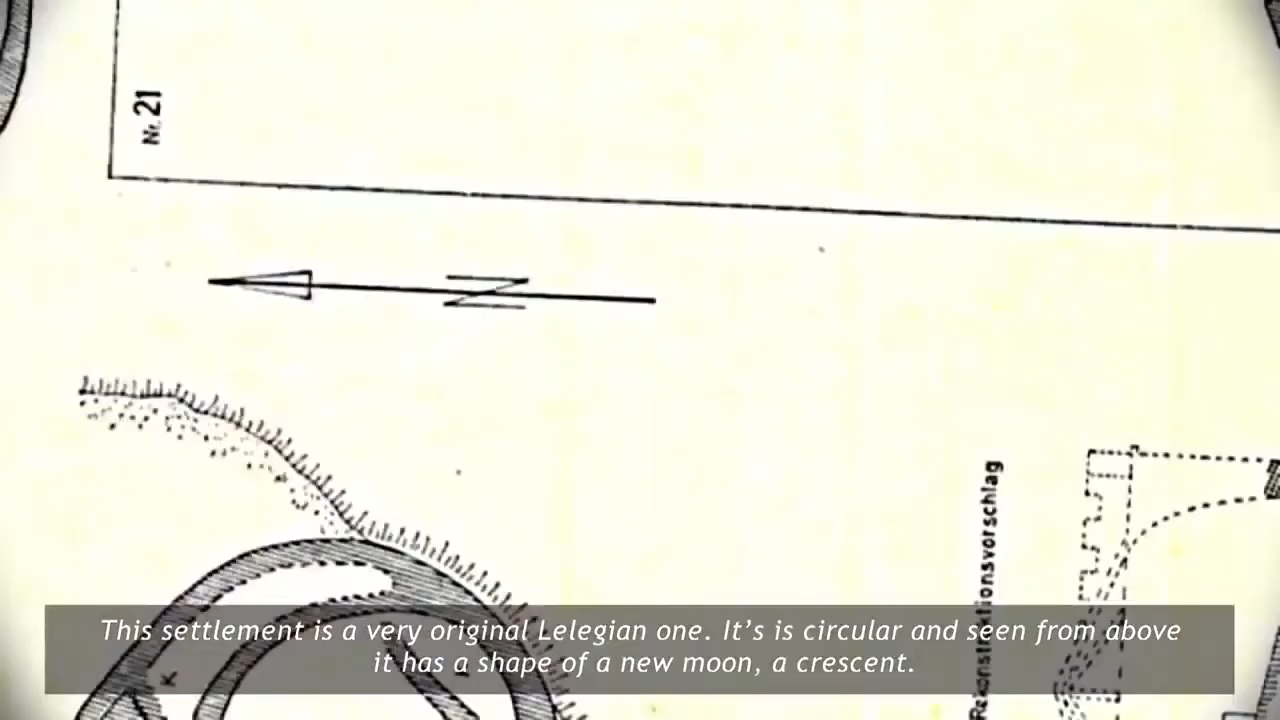 Nr. 21
N
Rekonstruktionsvorschlag
K
This settlement is a very original Lelegian one. It’s is circular and seen from above
it has a shape of a new moon, a crescent.